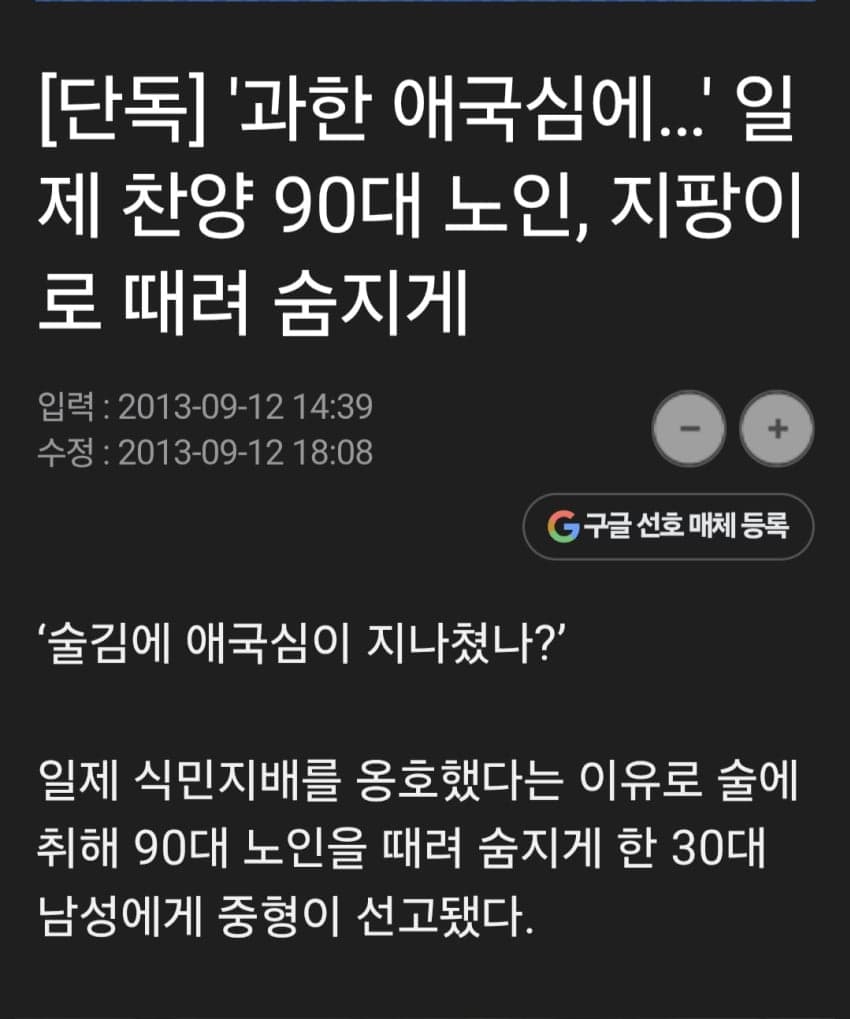 [단독] '과한 애국심에...' 일
제 찬양 90대 노인, 지팡이
로 때려 숨지게
입력 : 2013-09-12 14:39
수정 : 2013-09-12 18:08
− +
G 구글 선호 매체 등록
‘술김에 애국심이 지나쳤나?’
일제 식민지배를 옹호했다는 이유로 술에
취해 90대 노인을 때려 숨지게 한 30대
남성에게 중형이 선고됐다.